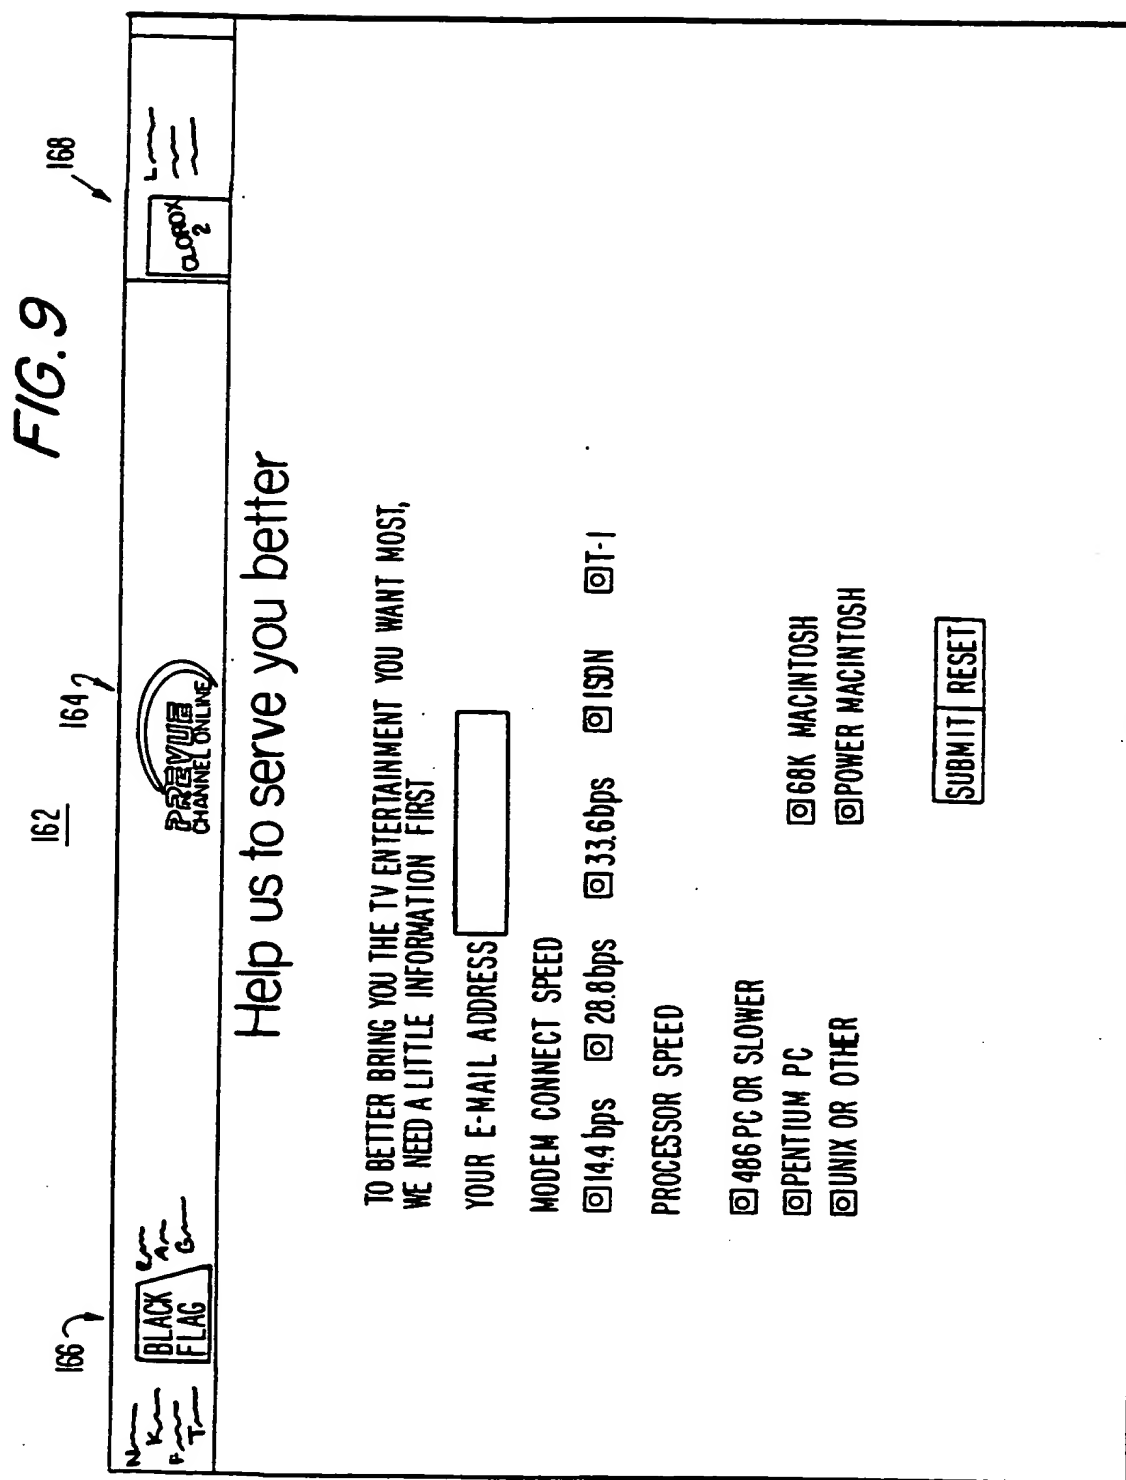 FIG. 9
162
164
166
168
N
K
F
T
BLACK
FLAG
R
A
G
PREVUE
CHANNEL ONLINE
CLOROX
2
L
Help us to serve you better
TO BETTER BRING YOU THE TV ENTERTAINMENT YOU WANT MOST,
WE NEED A LITTLE INFORMATION FIRST
YOUR E-MAIL ADDRESS
MODEM CONNECT SPEED
14.4 bps 28.8bps 33.6bps ISDN T-1
PROCESSOR SPEED
486 PC OR SLOWER
PENTIUM PC 68K MACINTOSH
UNIX OR OTHER POWER MACINTOSH
SUBMIT RESET